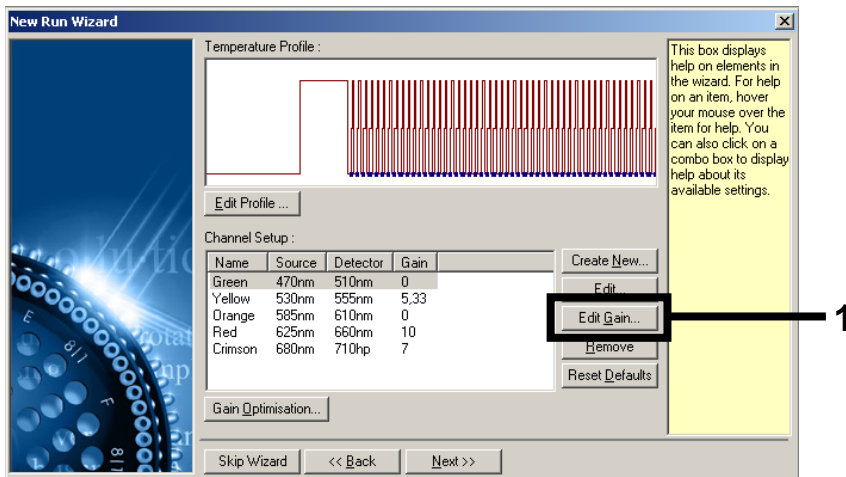 New Run Wizard
Temperature Profile :
Edit Profile ...
Channel Setup :
Name Source Detector Gain
Green 470nm 510nm 0
Yellow 530nm 555nm 5,33
Orange 585nm 610nm 0
Red 625nm 660nm 10
Crimson 680nm 710hp 7
Create New...
Edit...
Edit Gain...
Remove
Reset Defaults
Gain Optimisation...
Skip Wizard
<< Back
Next >>
This box displays
help on elements in
the wizard. For help
on an item, hover
your mouse over the
item for help. You
can also click on a
combo box to display
help about its
available settings.
1